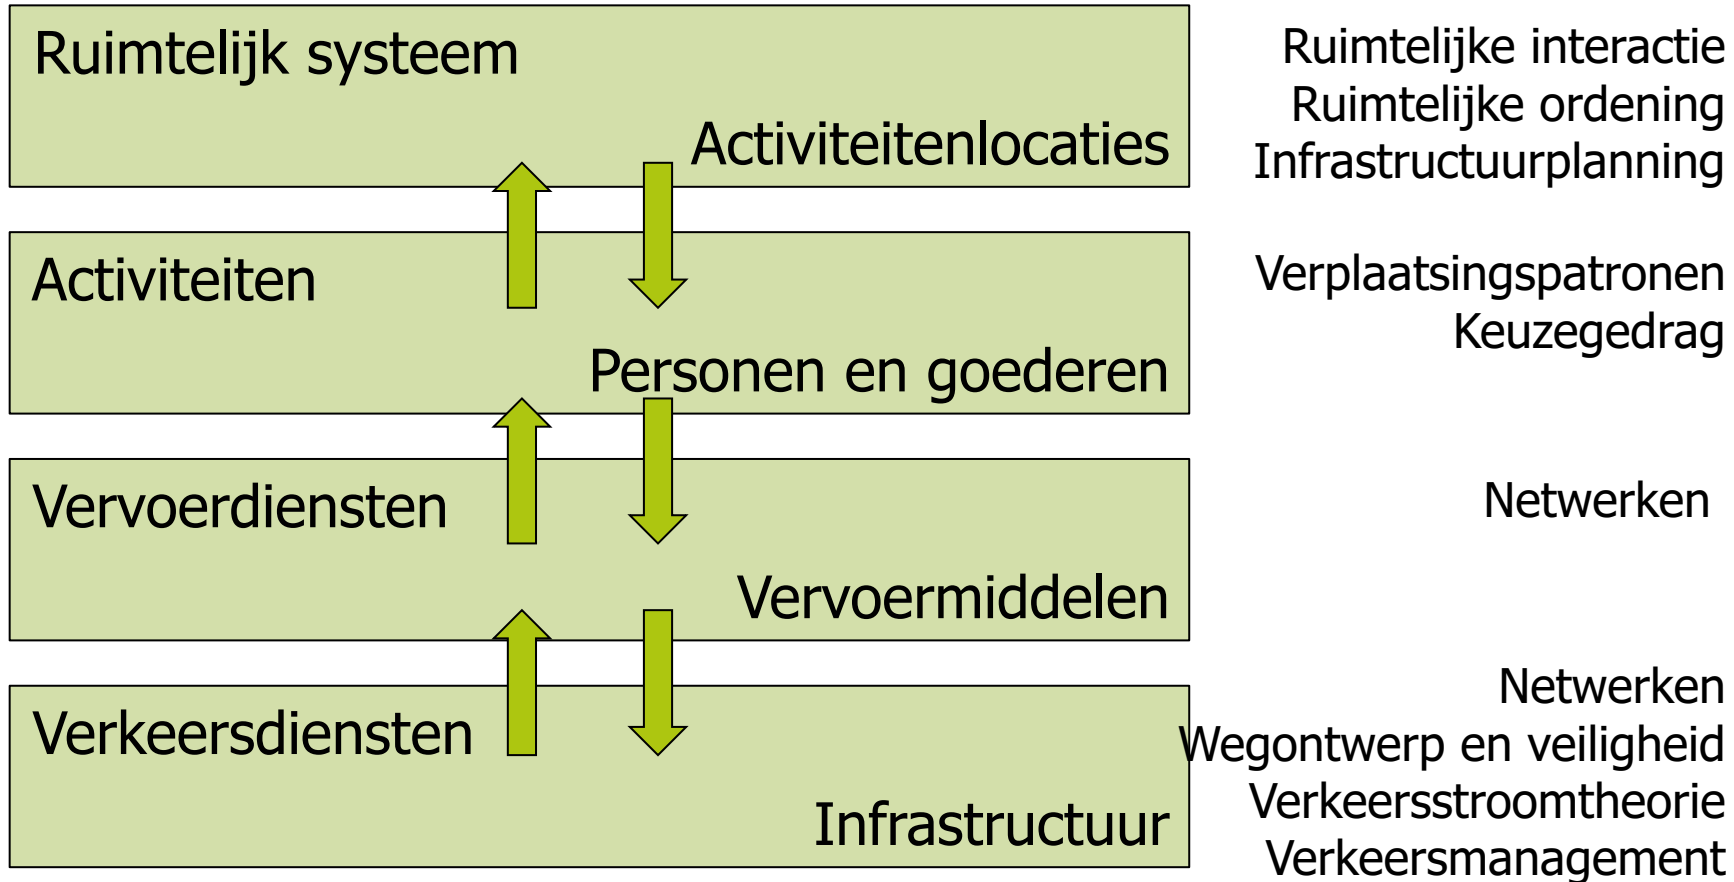 Ruimtelijk systeem
Activiteitenlocaties
Ruimtelijke interactie
Ruimtelijke ordening
Infrastructuurplanning
Activiteiten
Personen en goederen
Verplaatsingspatronen
Keuzegedrag
Vervoerdiensten
Vervoermiddelen
Netwerken
Verkeersdiensten
Infrastructuur
Netwerken
Wegontwerp en veiligheid
Verkeersstroomtheorie
Verkeersmanagement